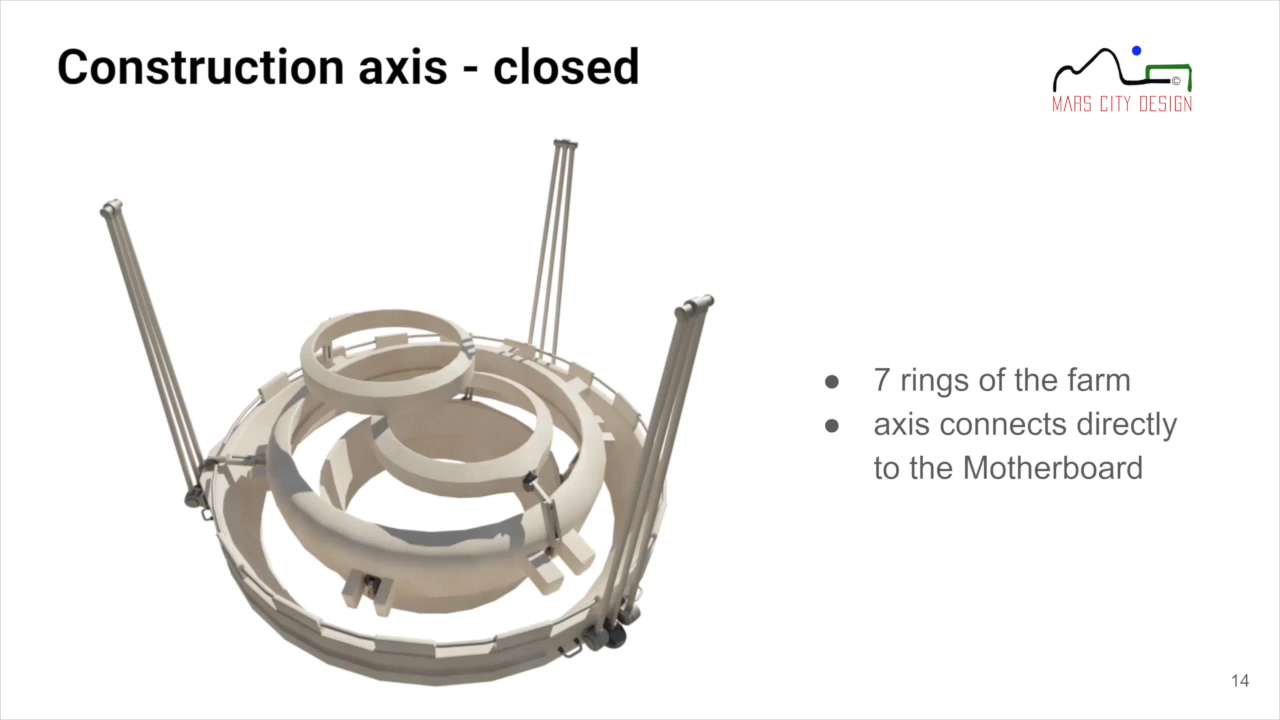 Construction axis - closed
©
MARS CITY DESIGN
● 7 rings of the farm
● axis connects directly
to the Motherboard
14